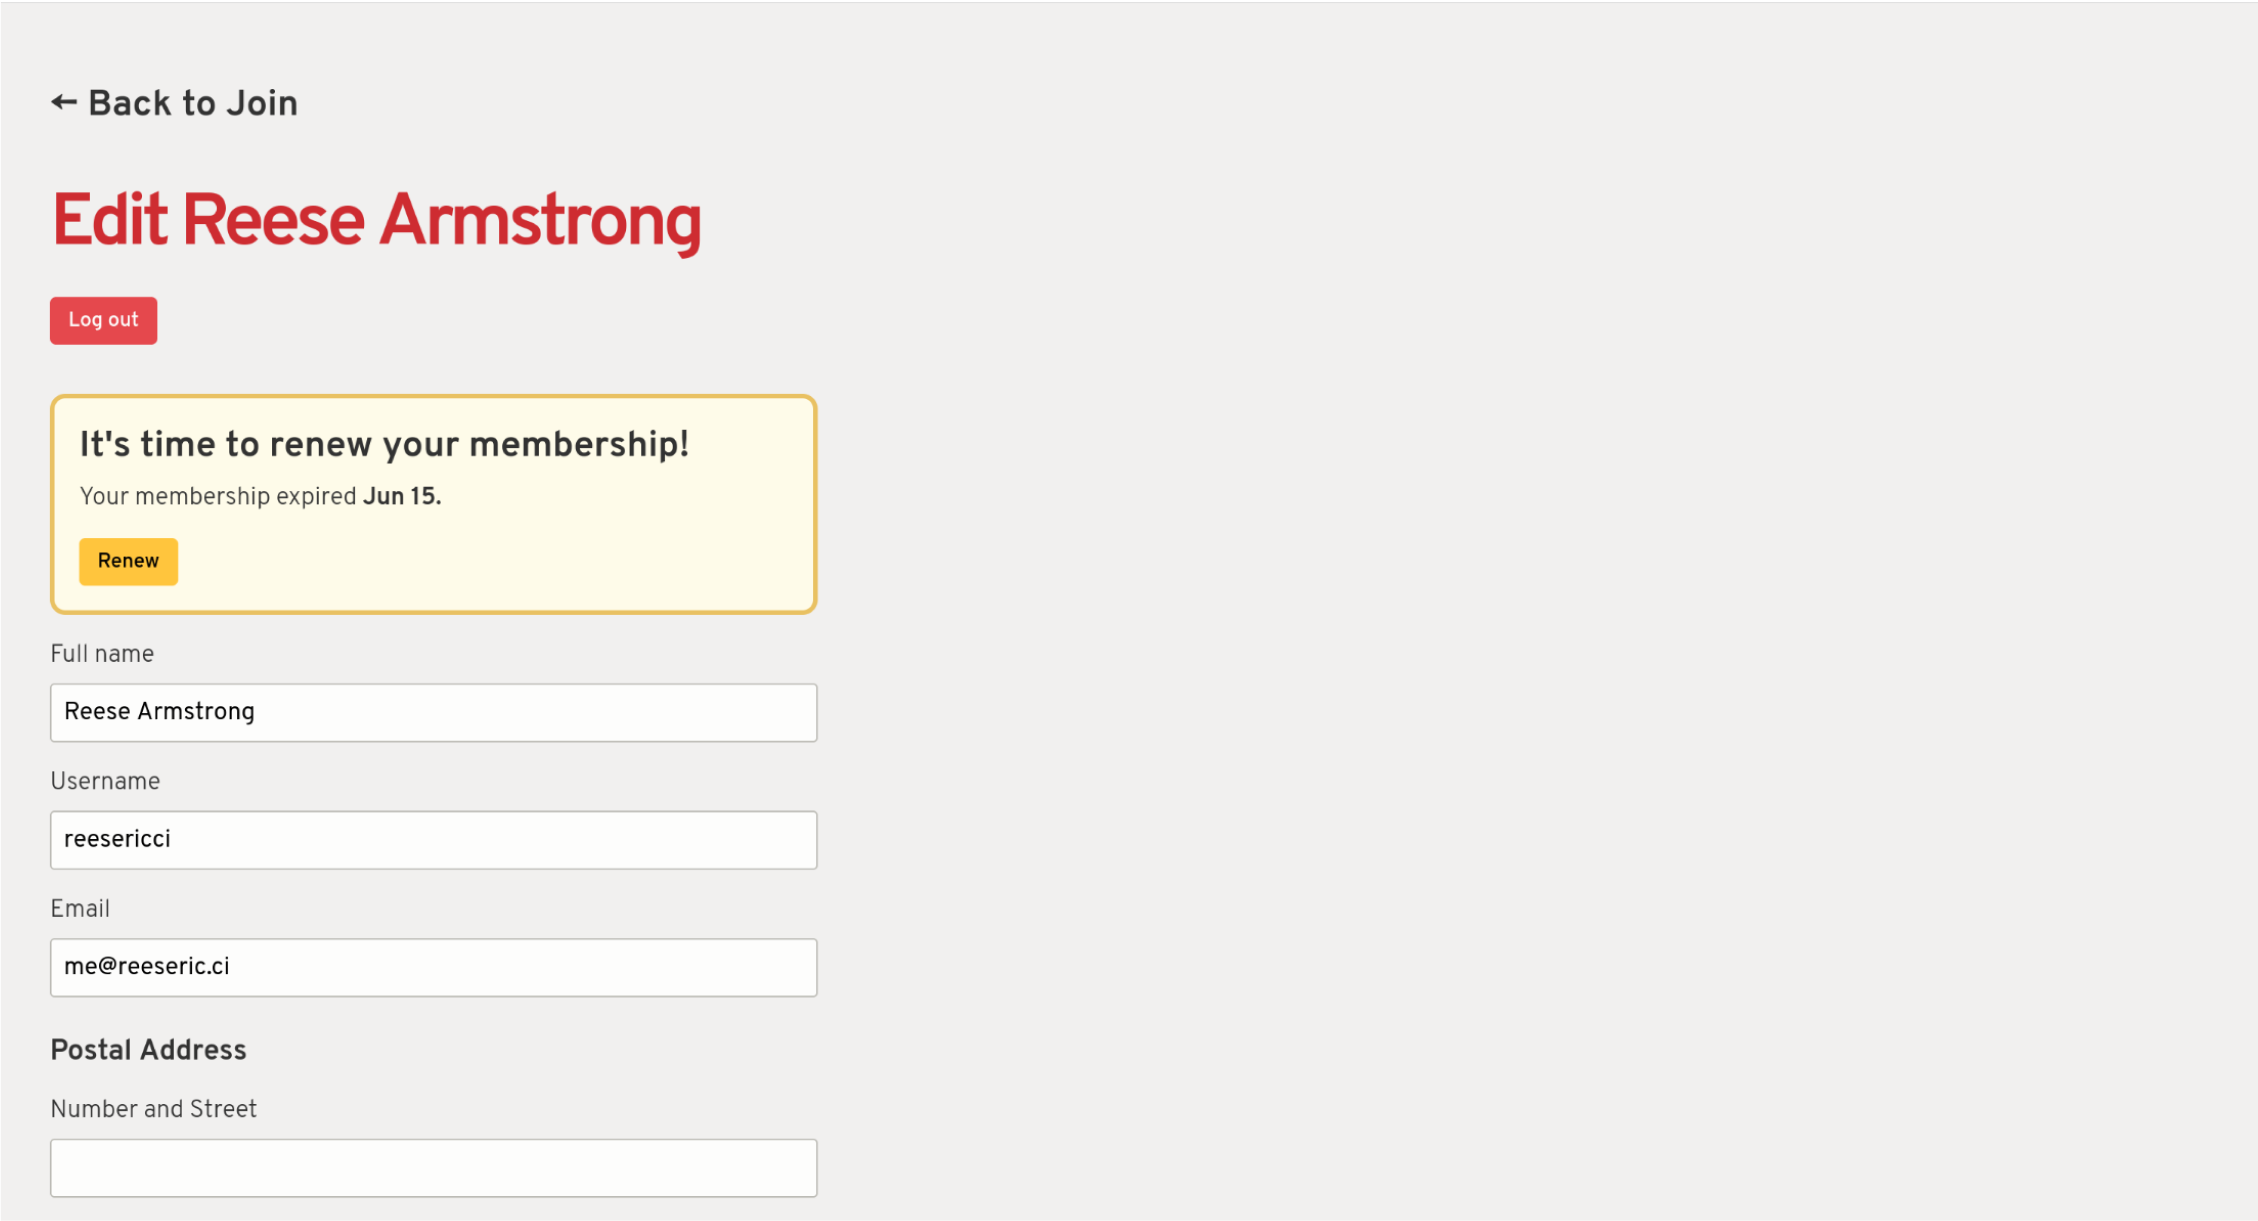 ← Back to Join
Edit Reese Armstrong
Log out
It's time to renew your membership!
Your membership expired Jun 15.
Renew
Full name
Reese Armstrong
Username
reesericci
Email
me@reeseric.ci
Postal Address
Number and Street